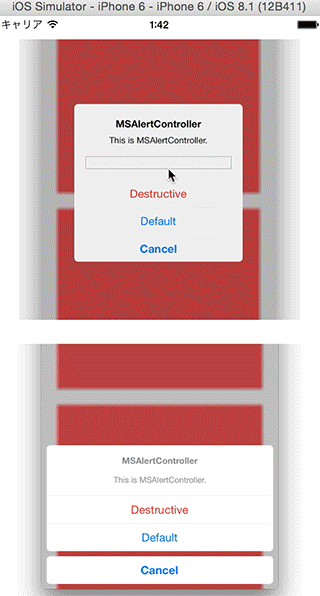 iOS Simulator - iPhone 6 - iPhone 6 / iOS 8.1 (12B411)
キャリア 1:42
MSAlertController
This is MSAlertController.
Destructive
Default
Cancel
MSAlertController
This is MSAlertController.
Destructive
Default
Cancel